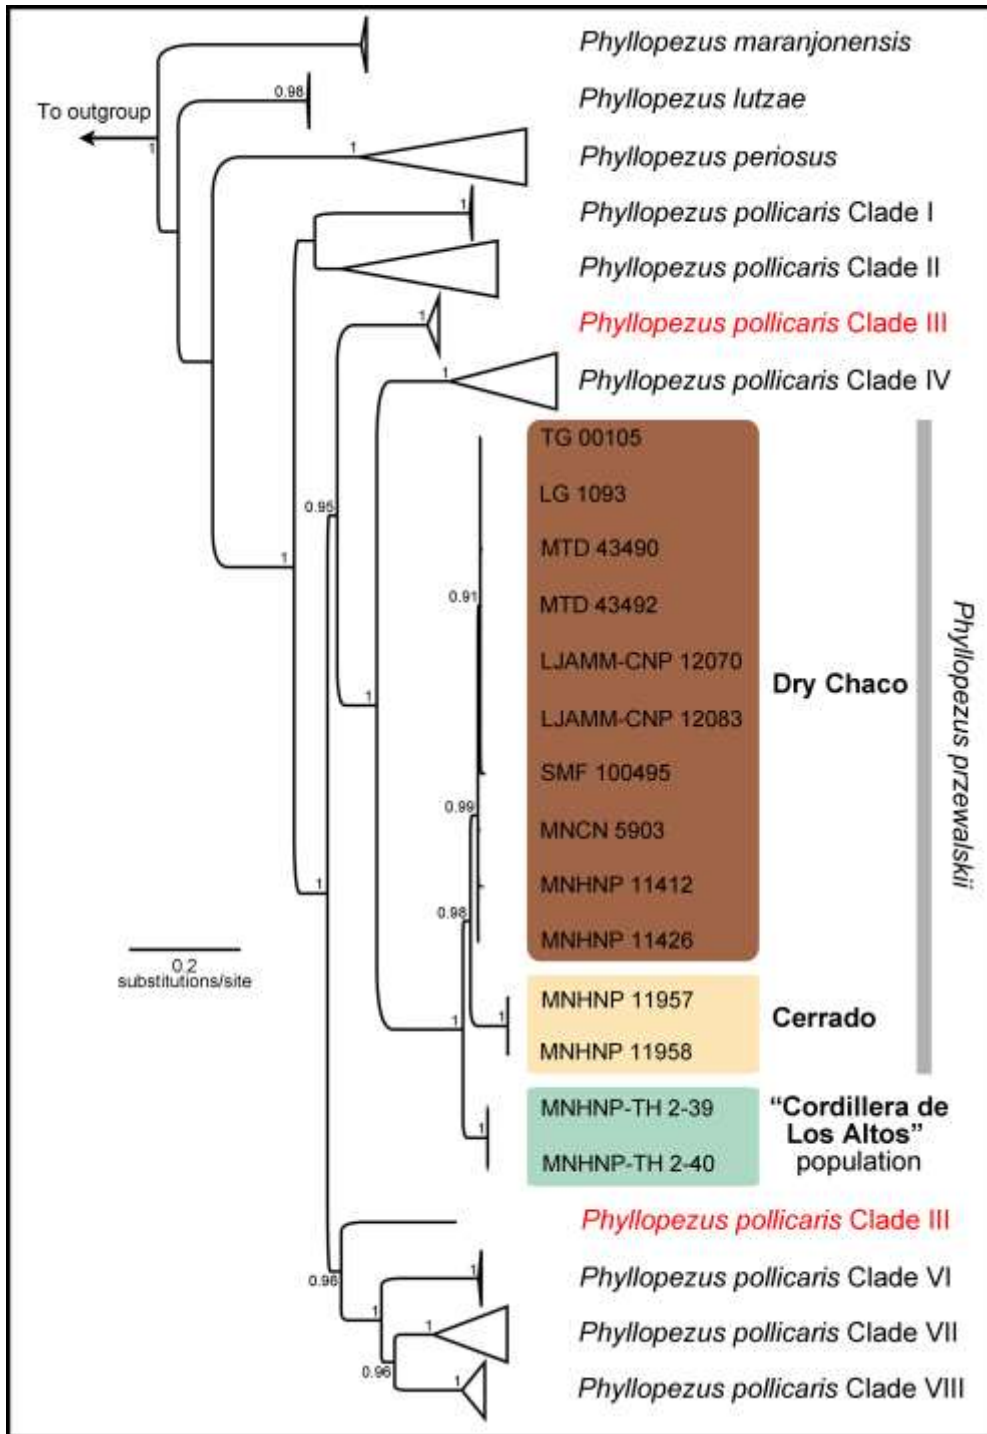 Phyllopezus maranjonensis
0.98
Phyllopezus lutzae
To outgroup
1
1
Phyllopezus periosus
1
Phyllopezus pollicaris Clade I
Phyllopezus pollicaris Clade II
1
Phyllopezus pollicaris Clade III
1
Phyllopezus pollicaris Clade IV
TG 00105
LG 1093
0.95
MTD 43490
1
0.91
MTD 43492
LJAMM-CNP 12070
Dry Chaco
1
LJAMM-CNP 12083
SMF 100495
0.99
MNCN 5903
MNHNP 11412
1
0.98
MNHNP 11426
Phyllopezus przewalskii
0.2
substitutions/site
MNHNP 11957
1
1
Cerrado
MNHNP 11958
MNHNP-TH 2-39
1
MNHNP-TH 2-40
“Cordillera de
Los Altos”
population
Phyllopezus pollicaris Clade III
0.96
1
Phyllopezus pollicaris Clade VI
1
1
Phyllopezus pollicaris Clade VII
0.96
1
Phyllopezus pollicaris Clade VIII